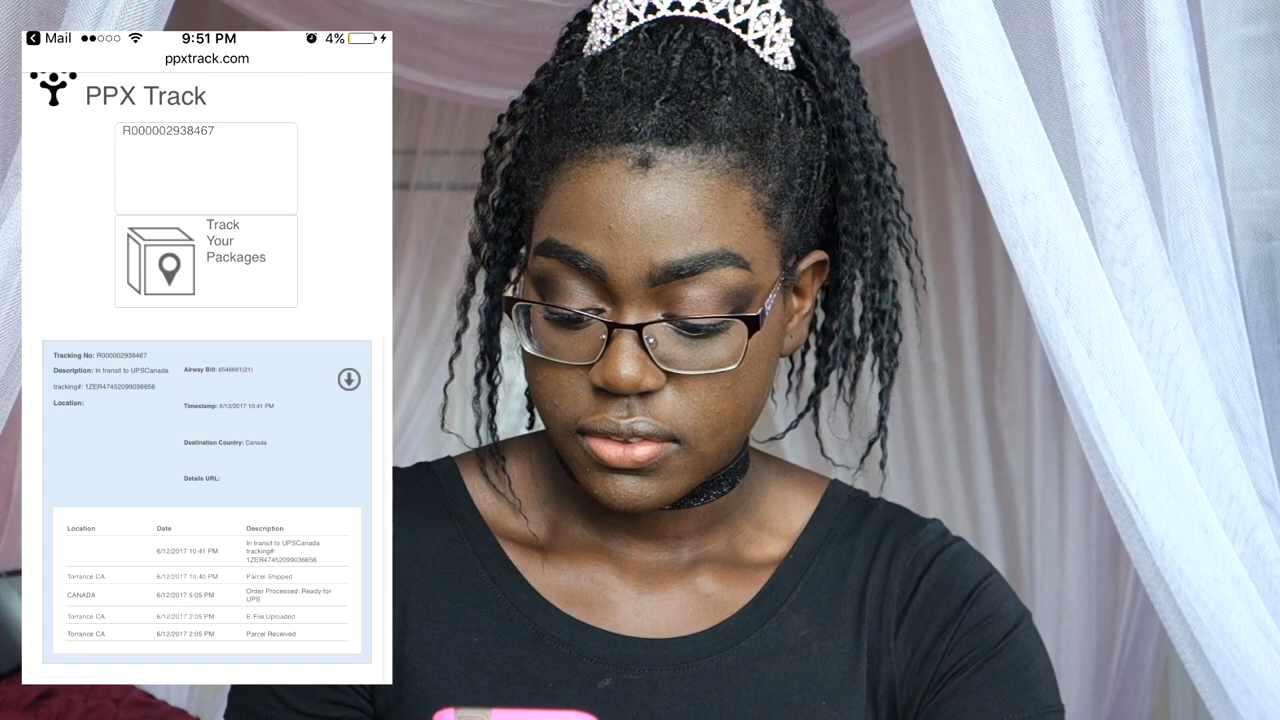 Mail 9:51 PM 4%
ppxtrack.com
PPX Track
R000002938467
Track
Your
Packages
Tracking No: R000002938467
Description: In transit to UPSCanada
tracking#: 1ZER47452099036656
Location:
Airway Bill: 6546661(21)
Timestamp: 6/12/2017 10:41 PM
Destination Country: Canada
Details URL:
Location Date Description
6/12/2017 10:41 PM In transit to UPSCanada
tracking#:
1ZER47452099036656
Torrance CA 6/12/2017 10:40 PM Parcel Shipped
CANADA 6/12/2017 5:05 PM Order Processed: Ready for
UPS
Torrance CA 6/12/2017 2:05 PM E-File Uploaded
Torrance CA 6/12/2017 2:05 PM Parcel Received